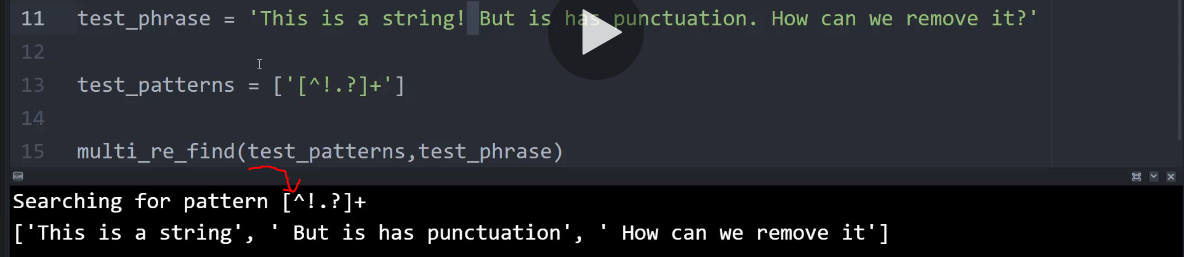 11 test_phrase = 'This is a string! But is has punctuation. How can we remove it?'
12
13 test_patterns = ['[^!.?]+']
14
15 multi_re_find(test_patterns,test_phrase)
Searching for pattern [^!.?]+
['This is a string', ' But is has punctuation', ' How can we remove it']